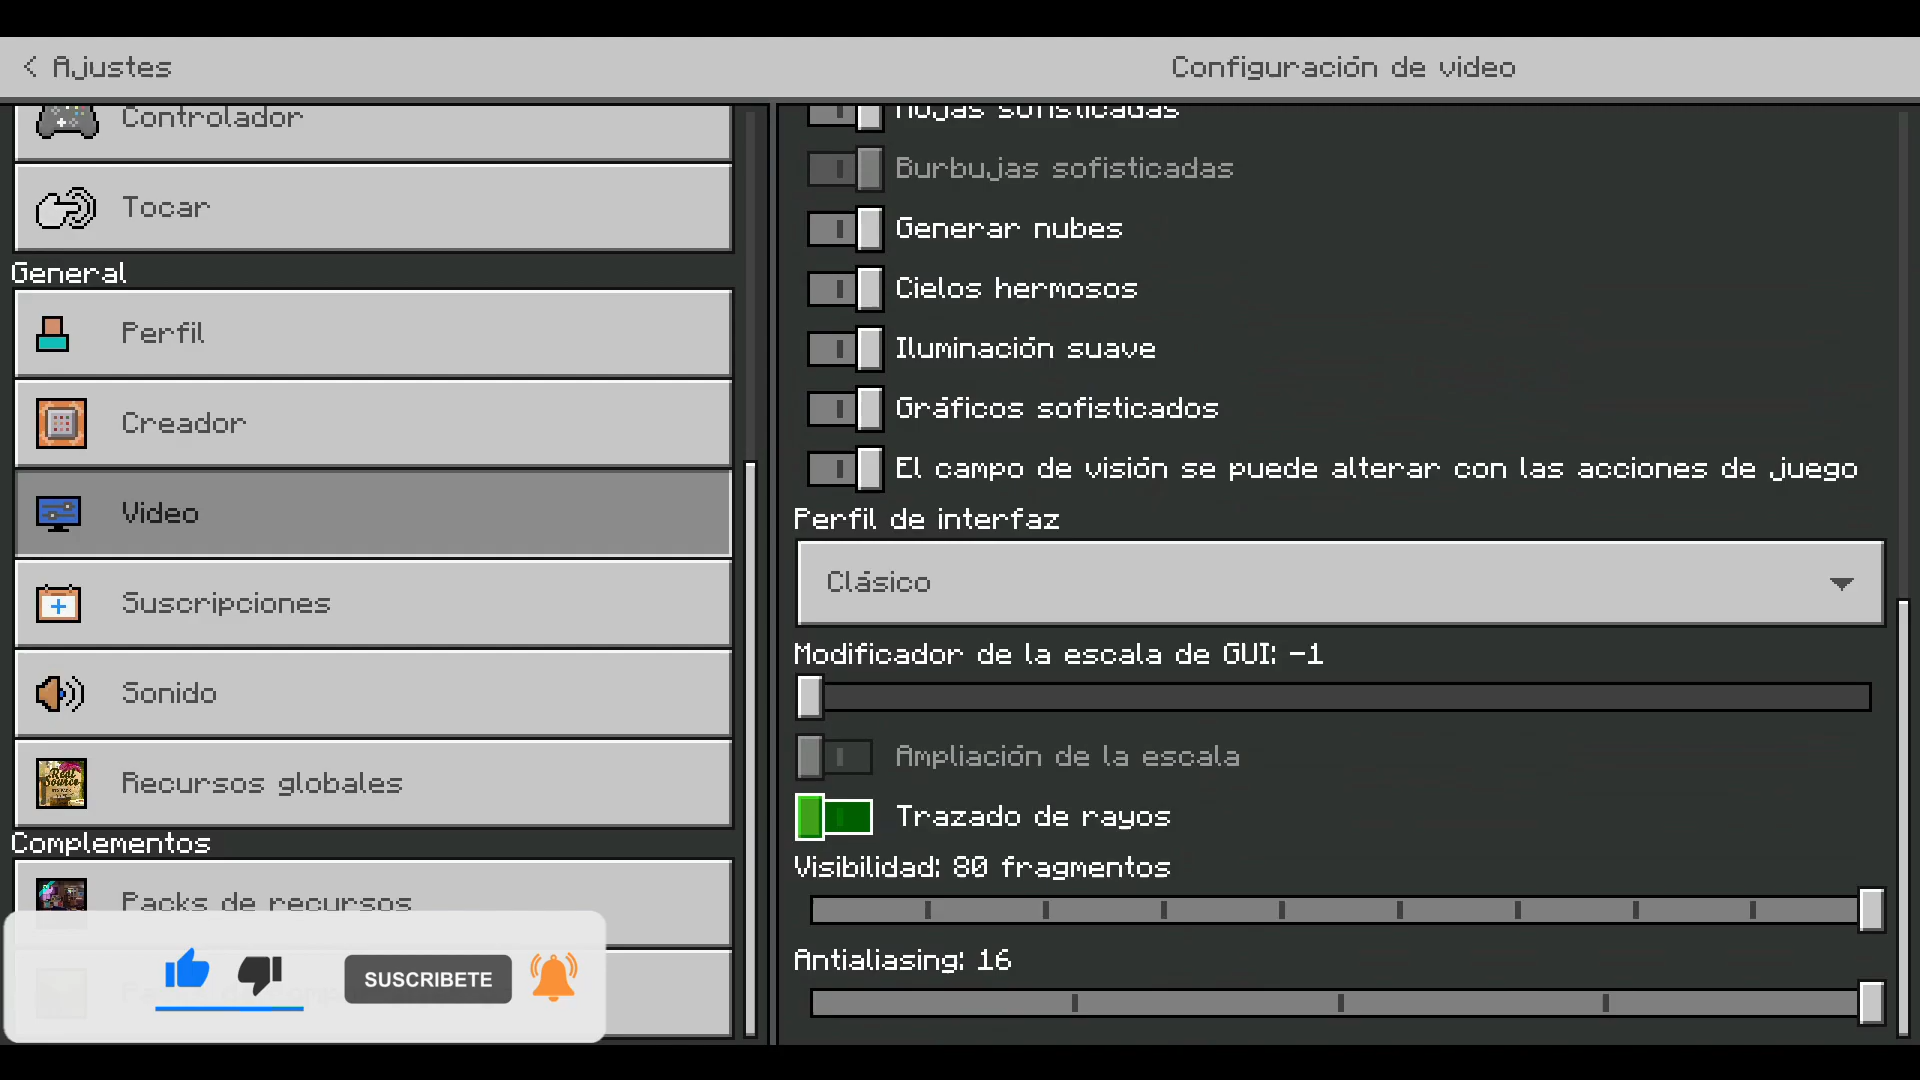 Ajustes
Configuración de video
Controlador
Tocar
General
Perfil
Creador
Video
Suscripciones
Sonido
Recursos globales
Complementos
Packs de recursos
SUSCRIBETE
Hojas sofisticadas
Burbujas sofisticadas
Generar nubes
Cielos hermosos
Iluminación suave
Gráficos sofisticados
El campo de visión se puede alterar con las acciones de juego
Perfil de interfaz
Clásico
Modificador de la escala de GUI: -1
Ampliación de la escala
Trazado de rayos
Visibilidad: 80 fragmentos
Antialiasing: 16